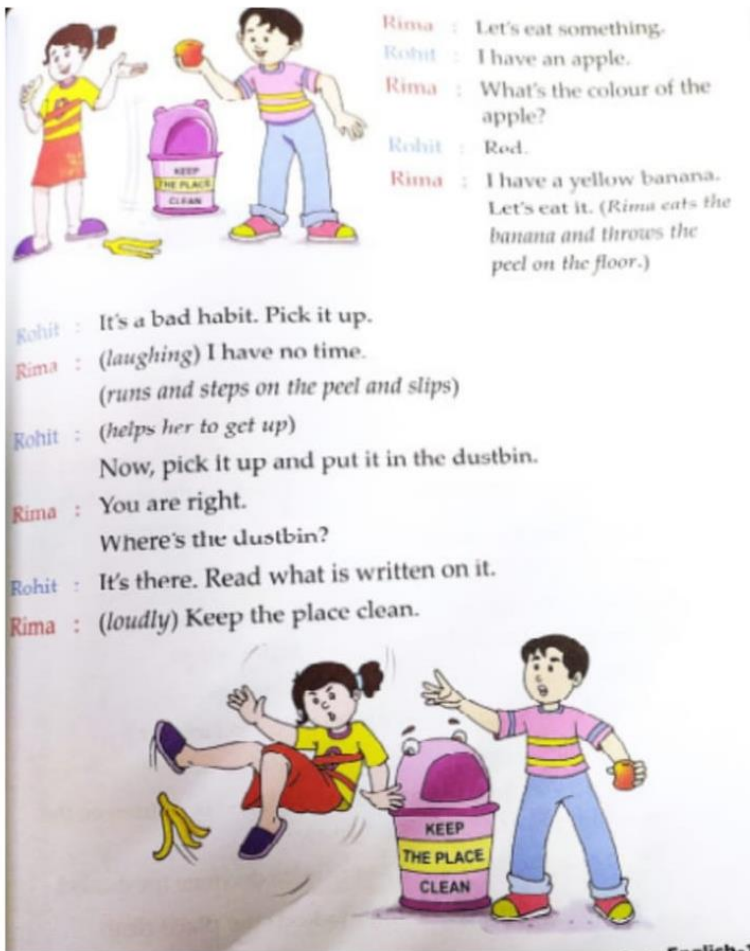 Rima : Let's eat something.
Rohit : I have an apple.
Rima : What's the colour of the
apple?
Rohit : Red.
Rima : I have a yellow banana.
Let's eat it. (Rima eats the
banana and throws the
peel on the floor.)
KEEP
THE PLACE
CLEAN
Rohit : It's a bad habit. Pick it up.
Rima : (laughing) I have no time.
(runs and steps on the peel and slips)
Rohit : (helps her to get up)
Now, pick it up and put it in the dustbin.
Rima : You are right.
Where's the dustbin?
Rohit : It's there. Read what is written on it.
Rima : (loudly) Keep the place clean.
KEEP
THE PLACE
CLEAN